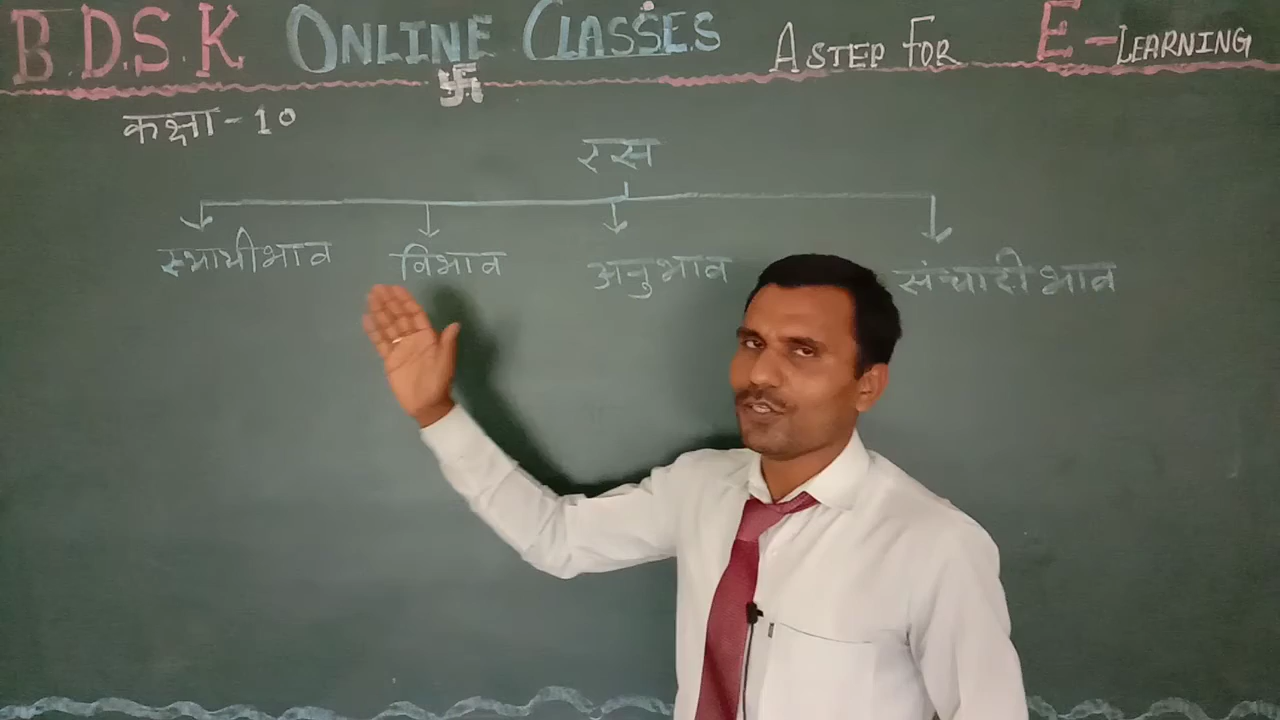 B.D.S.K ONLINE CLASSES A STEP FOR E-LEARNING
कक्षा-10
रस
स्थायीभाव विभाव अनुभाव संचारी भाव